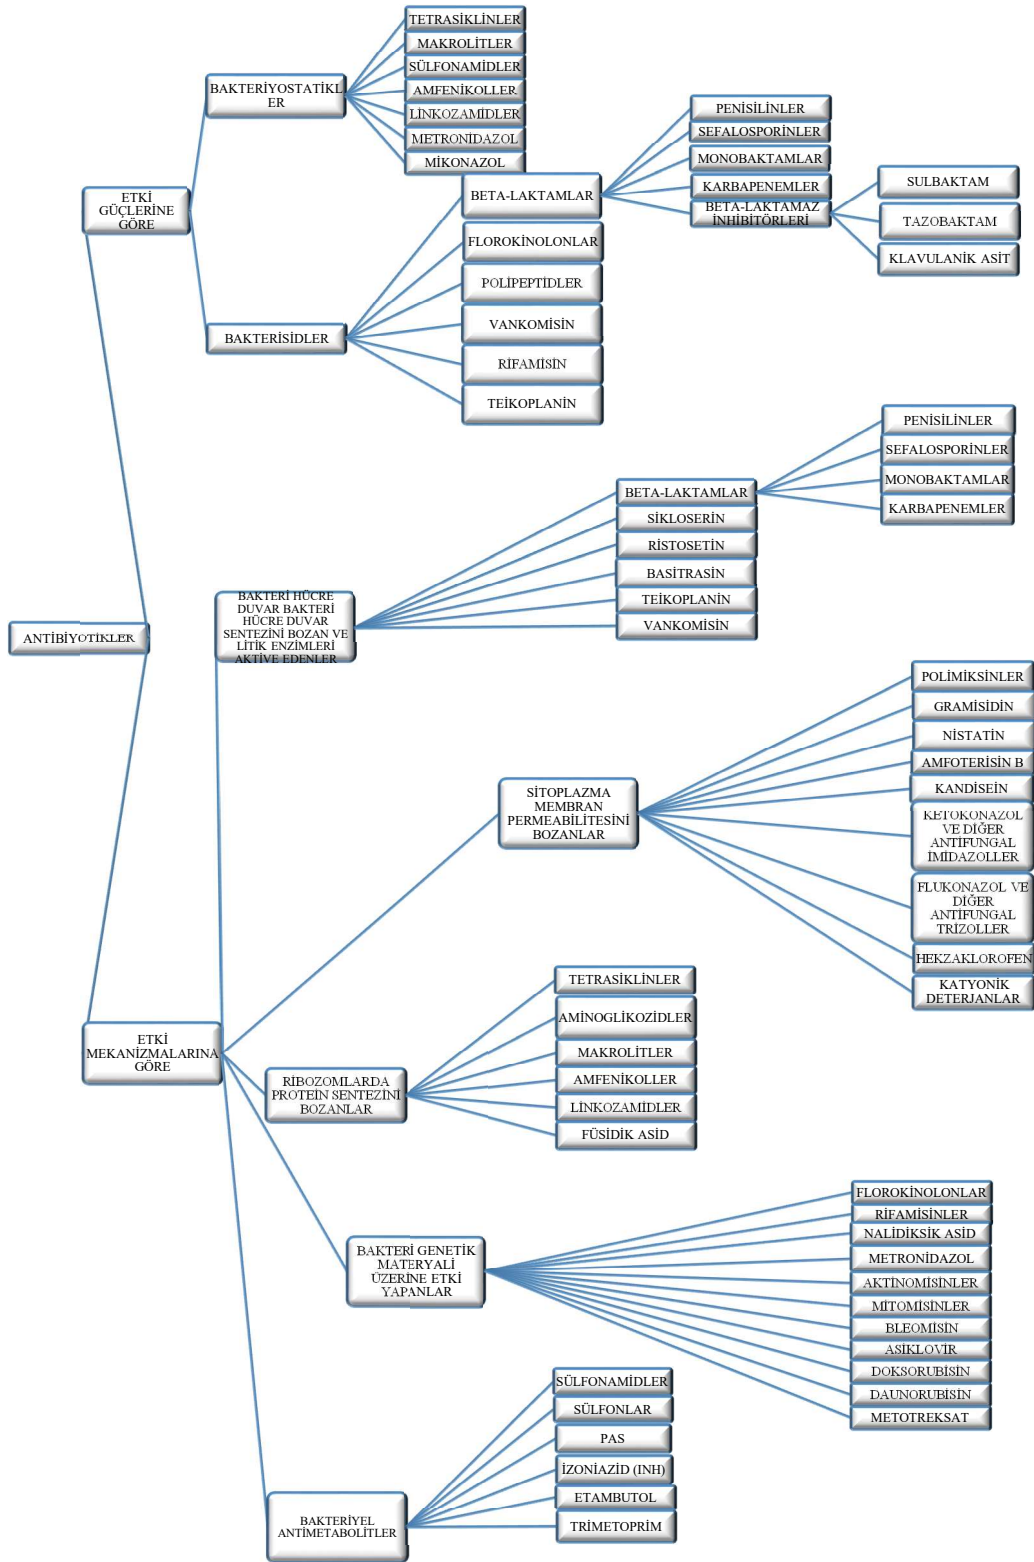 ANTİBİYOTİKLER
ETKİ
GÜÇLERİNE
GÖRE
BAKTERİYOSTATİKL
ER
TETRASİKLİNLER
MAKROLİTLER
SÜLFONAMİDLER
AMFENİKOLLER
LİNKOZAMİDLER
METRONİDAZOL
MİKONAZOL
BAKTERİSİDLER
BETA-LAKTAMLAR
PENİSİLİNLER
SEFALOSPORİNLER
MONOBAKTAMLAR
KARBAPENEMLER
BETA-LAKTAMAZ
İNHİBİTÖRLERİ
SULBAKTAM
TAZOBAKTAM
KLAVULANİK ASİT
FLOROKİNOLONLAR
POLİPEPTİDLER
VANKOMİSİN
RİFAMİSİN
TEİKOPLANİN
ETKİ
MEKANİZMALARINA
GÖRE
BAKTERİ HÜCRE
DUVAR BAKTERİ
HÜCRE DUVAR
SENTEZİNİ BOZAN VE
LİTİK ENZİMLERİ
AKTİVE EDENLER
BETA-LAKTAMLAR
PENİSİLİNLER
SEFALOSPORİNLER
MONOBAKTAMLAR
KARBAPENEMLER
SİKLOSERİN
RİSTOSETİN
BASİTRASİN
TEİKOPLANİN
VANKOMİSİN
SİTOPLAZMA
MEMBRAN
PERMEABİLİTESİNİ
BOZANLAR
POLİMİKSİNLER
GRAMİSİDİN
NİSTATİN
AMFOTERİSİN B
KANDİSEİN
KETOKONAZOL
VE DİĞER
ANTİFUNGAL
İMİDAZOLLER
FLUKONAZOL VE
DİĞER
ANTİFUNGAL
TRİZOLLER
HEKZAKLOROFEN
KATYONİK
DETERJANLAR
RİBOZOMLARDA
PROTEİN SENTEZİNİ
BOZANLAR
TETRASİKLİNLER
AMİNOGLİKOZİDLER
MAKROLİTLER
AMFENİKOLLER
LİNKOZAMİDLER
FÜSİDİK ASİD
BAKTERİ GENETİK
MATERYALİ
ÜZERİNE ETKİ
YAPANLAR
FLOROKİNOLONLAR
RİFAMİSİNLER
NALİDİKSİK ASİD
METRONİDAZOL
AKTİNOMİSİNLER
MİTOMİSİNLER
BLEOMİSİN
ASİKLOVİR
DOKSORUBİSİN
DAUNORUBİSİN
METOTREKSAT
BAKTERİYEL
ANTİMETABOLİTLER
SÜLFONAMİDLER
SÜLFONLAR
PAS
İZONİAZİD (INH)
ETAMBUTOL
TRİMETOPRİM